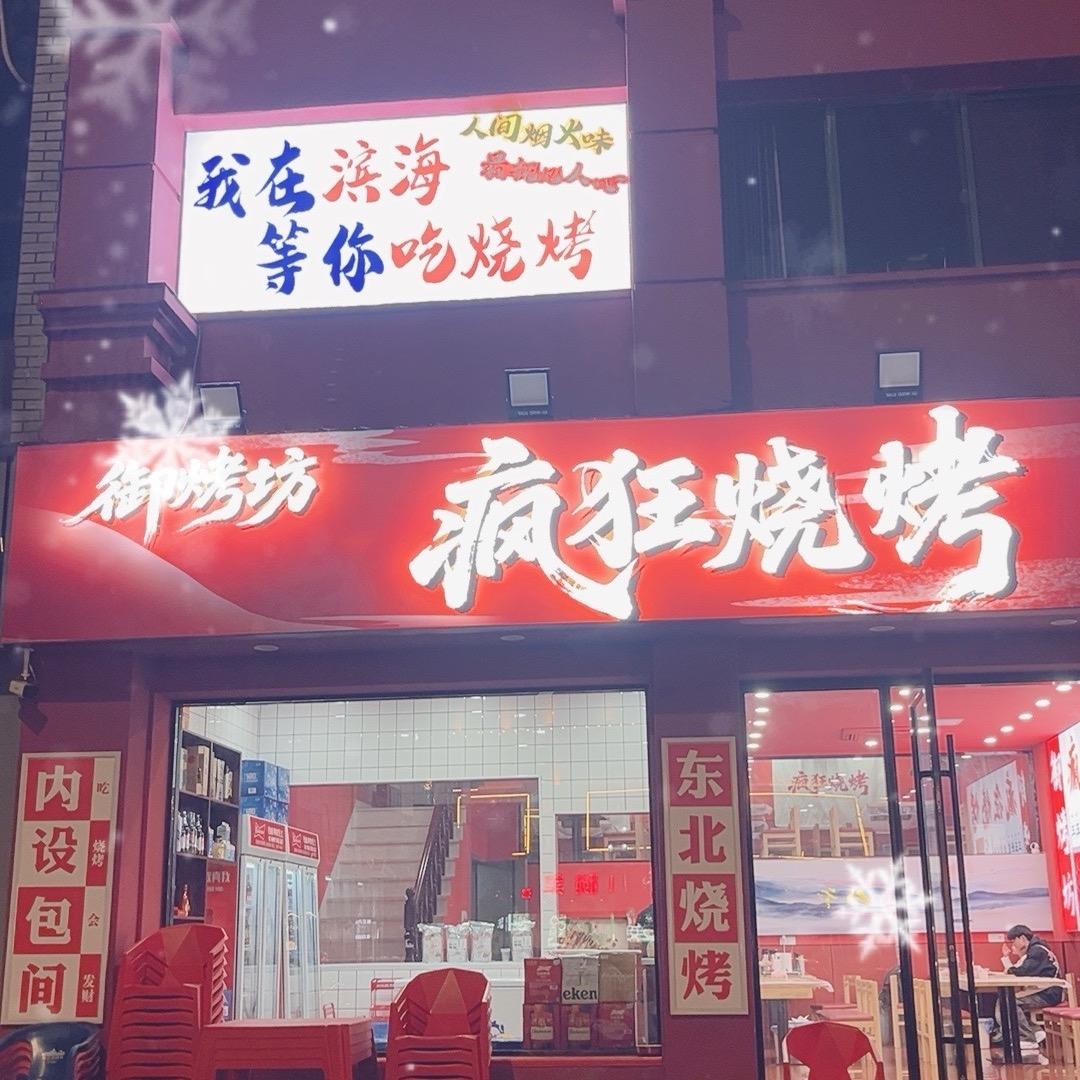 人间烟火味
最抚凡人心
我在滨海
等你吃烧烤
御烤坊
疯狂烧烤
内设包间
吃烧烤会发财
东北烧烤
疯狂烧烤
eken